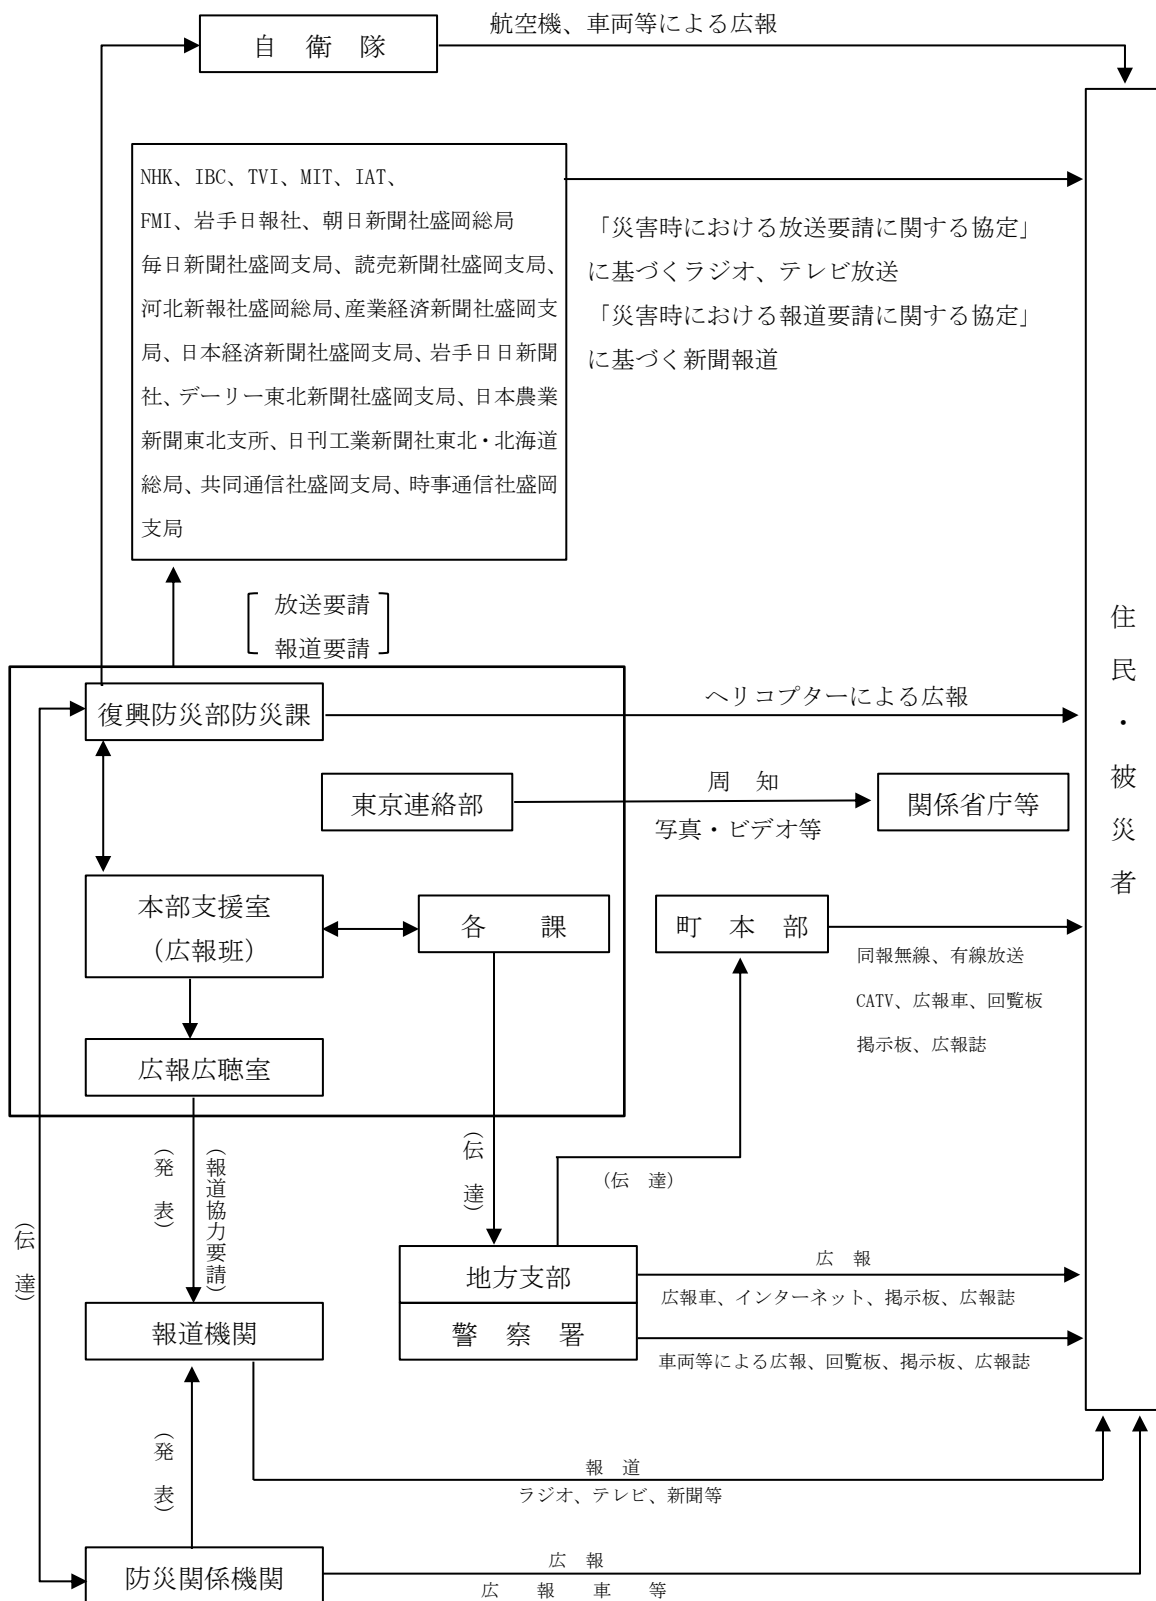 航空機、車両等による広報
自　衛　隊
NHK、IBC、TVI、MIT、IAT、
FMI、岩手日報社、朝日新聞社盛岡総局
毎日新聞社盛岡支局、読売新聞社盛岡支局、
河北新報社盛岡総局、産業経済新聞社盛岡支
局、日本経済新聞社盛岡支局、岩手日日新聞
社、デーリー東北新聞社盛岡支局、日本農業
新聞東北支所、日刊工業新聞社東北・北海道
総局、共同通信社盛岡支局、時事通信社盛岡
支局
「災害時における放送要請に関する協定」
に基づくラジオ、テレビ放送
「災害時における報道要請に関する協定」
に基づく新聞報道
放送要請
報道要請
住民・被災者
復興防災部防災課
ヘリコプターによる広報
東京連絡部
周　知
写真・ビデオ等
関係省庁等
本部支援室
（広報班）
各　課
町　本　部
同報無線、有線放送
CATV、広報車、回覧板
掲示板、広報誌
広報広聴室
（発　表）
（報道協力要請）
（伝　達）
（伝　達）
（伝　達）
地方支部
広　報
広報車、インターネット、掲示板、広報誌
報道機関
警　察　署
車両等による広報、回覧板、掲示板、広報誌
（発　表）
報　道
ラジオ、テレビ、新聞等
防災関係機関
広　報
広　報　車　等